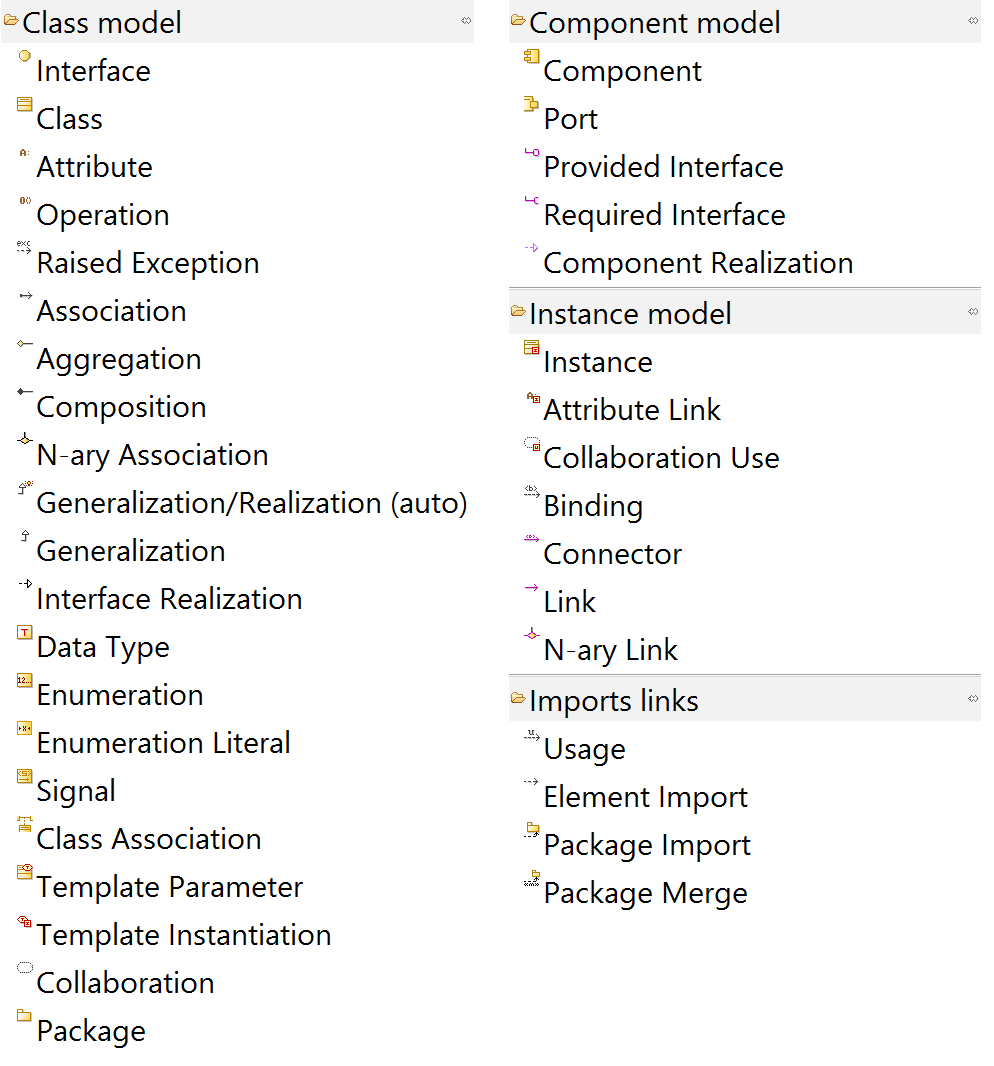 Class model
Interface
Class
Attribute
Operation
Raised Exception
Association
Aggregation
Composition
N-ary Association
Generalization/Realization (auto)
Generalization
Interface Realization
Data Type
Enumeration
Enumeration Literal
Signal
Class Association
Template Parameter
Template Instantiation
Collaboration
Package
Component model
Component
Port
Provided Interface
Required Interface
Component Realization
Instance model
Instance
Attribute Link
Collaboration Use
Binding
Connector
Link
N-ary Link
Imports links
Usage
Element Import
Package Import
Package Merge